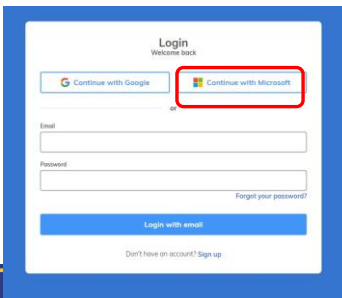 Login
Welcome back
Continue with Google
Continue with Microsoft
or
Email
Password
Forgot your password?
Login with email
Don't have an account? Sign up